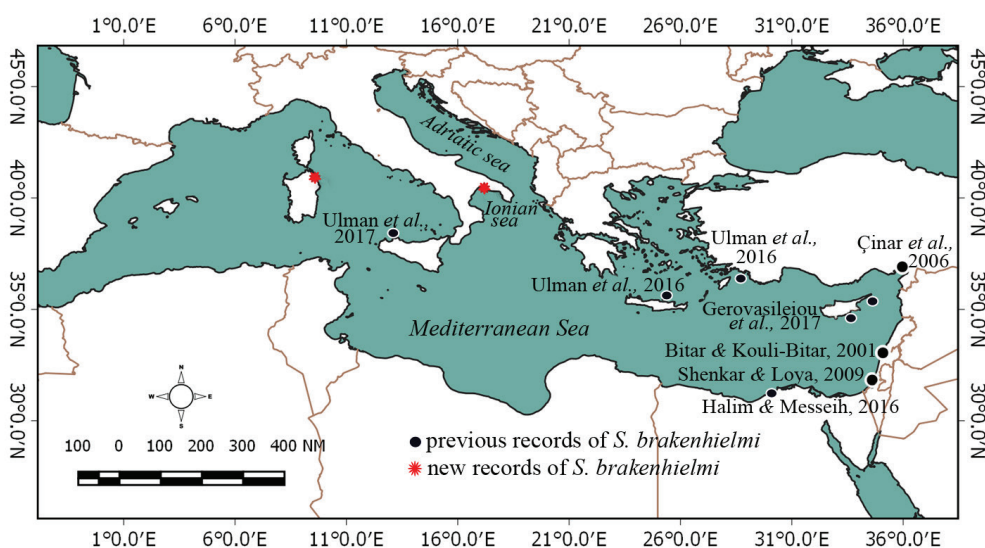 1°0.0′E 6°0.0′E 11°0.0′E 16°0.0′E 21°0.0′E 26°0.0′E 31°0.0′E 36°0.0′E
45°0.0′N
45°0.0′N
40°0.0′N
40°0.0′N
35°0.0′N
35°0.0′N
30°0.0′N
30°0.0′N
Adriatic sea
Ionian
sea
Ulman et al.,
2017
Ulman et al.,
2016
Çinar et al.,
2006
Ulman et al., 2016
Gerovasileiou
et al., 2017
Mediterranean Sea
Bitar & Kouli-Bitar, 2001
Shenkar & Loya, 2009
Halim & Messeih, 2016
N
W E
S
previous records of S. brakenhielmi
new records of S. brakenhielmi
100 0 100 200 300 400 NM
1°0.0′E 6°0.0′E 11°0.0′E 16°0.0′E 21°0.0′E 26°0.0′E 31°0.0′E 36°0.0′E